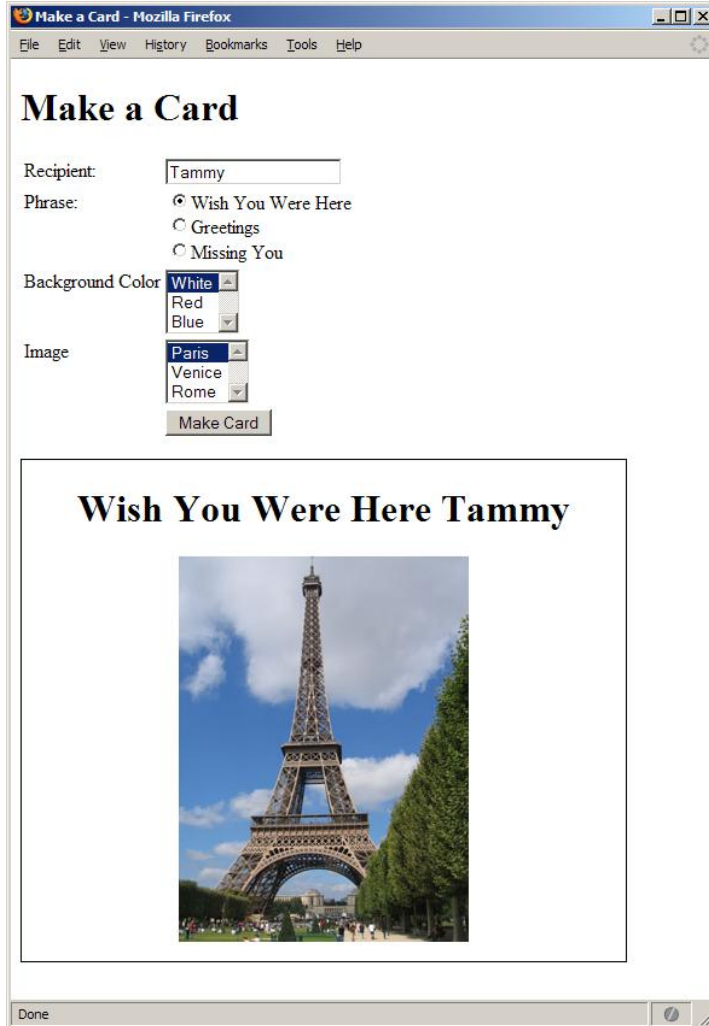 Make a Card - Mozilla Firefox
File Edit View History Bookmarks Tools Help
Make a Card
Recipient: Tammy
Phrase: Wish You Were Here
Greetings
Missing You
Background Color White
Red
Blue
Image Paris
Venice
Rome
Make Card
Wish You Were Here Tammy
Done